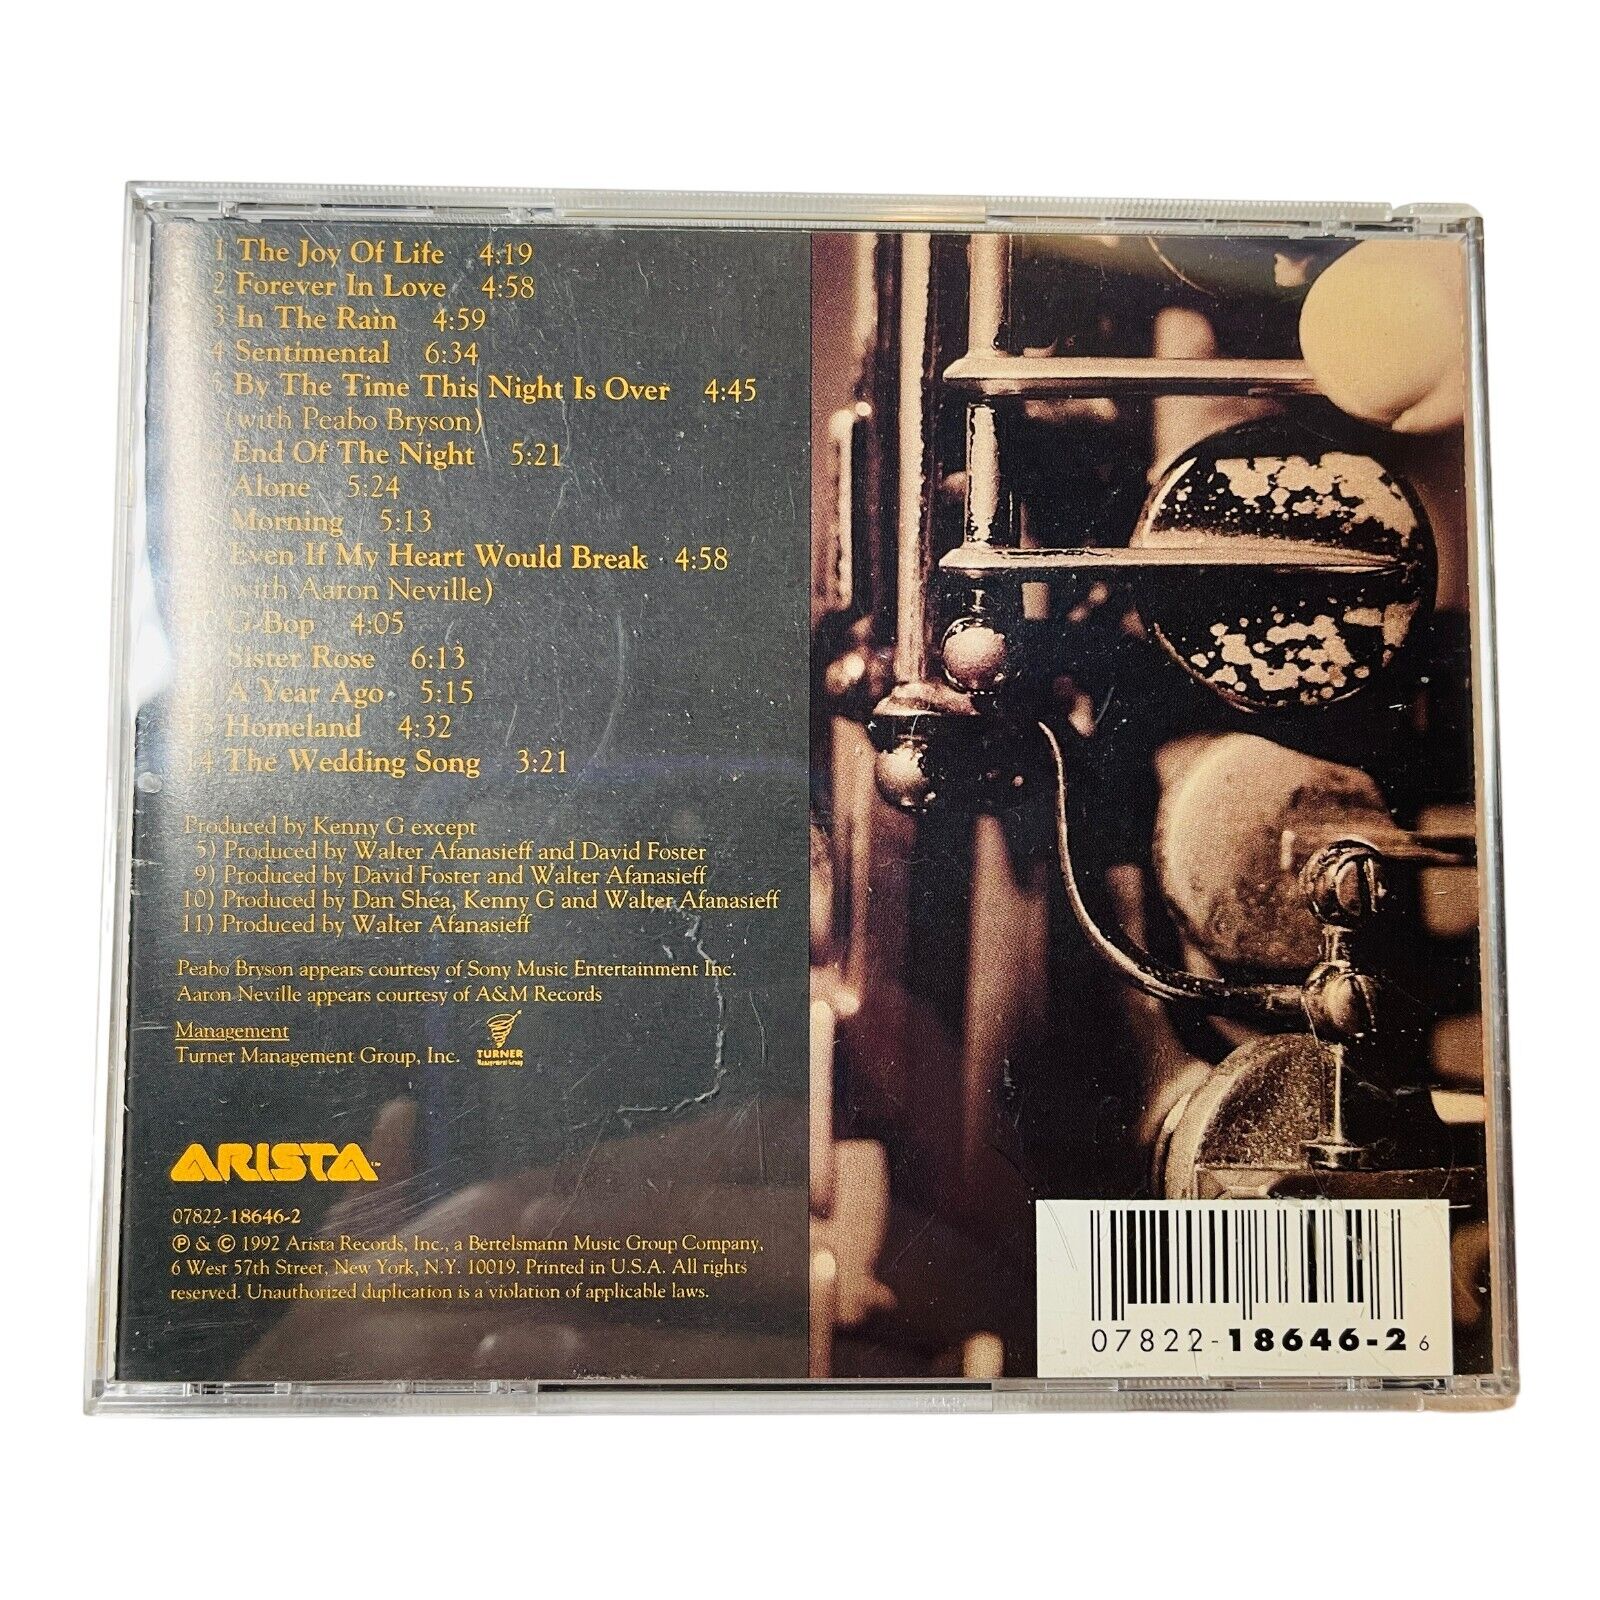 1 The Joy Of Life 4:19
2 Forever In Love 4:58
3 In The Rain 4:59
4 Sentimental 6:34
5 By The Time This Night Is Over 4:45
(with Peabo Bryson)
End Of The Night 5:21
Alone 5:24
8 Morning 5:13
9 Even If My Heart Would Break 4:58
(with Aaron Neville)
10 G-Bop 4:05
Sister Rose 6:13
12 A Year Ago 5:15
13 Homeland 4:32
14 The Wedding Song 3:21
Produced by Kenny G except
5) Produced by Walter Afanasieff and David Foster
9) Produced by David Foster and Walter Afanasieff
10) Produced by Dan Shea, Kenny G and Walter Afanasieff
11) Produced by Walter Afanasieff
Peabo Bryson appears courtesy of Sony Music Entertainment Inc.
Aaron Neville appears courtesy of A&M Records
Management
Turner Management Group, Inc.
TURNER
Management Group
ARISTA
07822-18646-2
℗ & © 1992 Arista Records, Inc., a Bertelsmann Music Group Company,
6 West 57th Street, New York, N.Y. 10019. Printed in U.S.A. All rights
reserved. Unauthorized duplication is a violation of applicable laws.
07822-18646-2 6